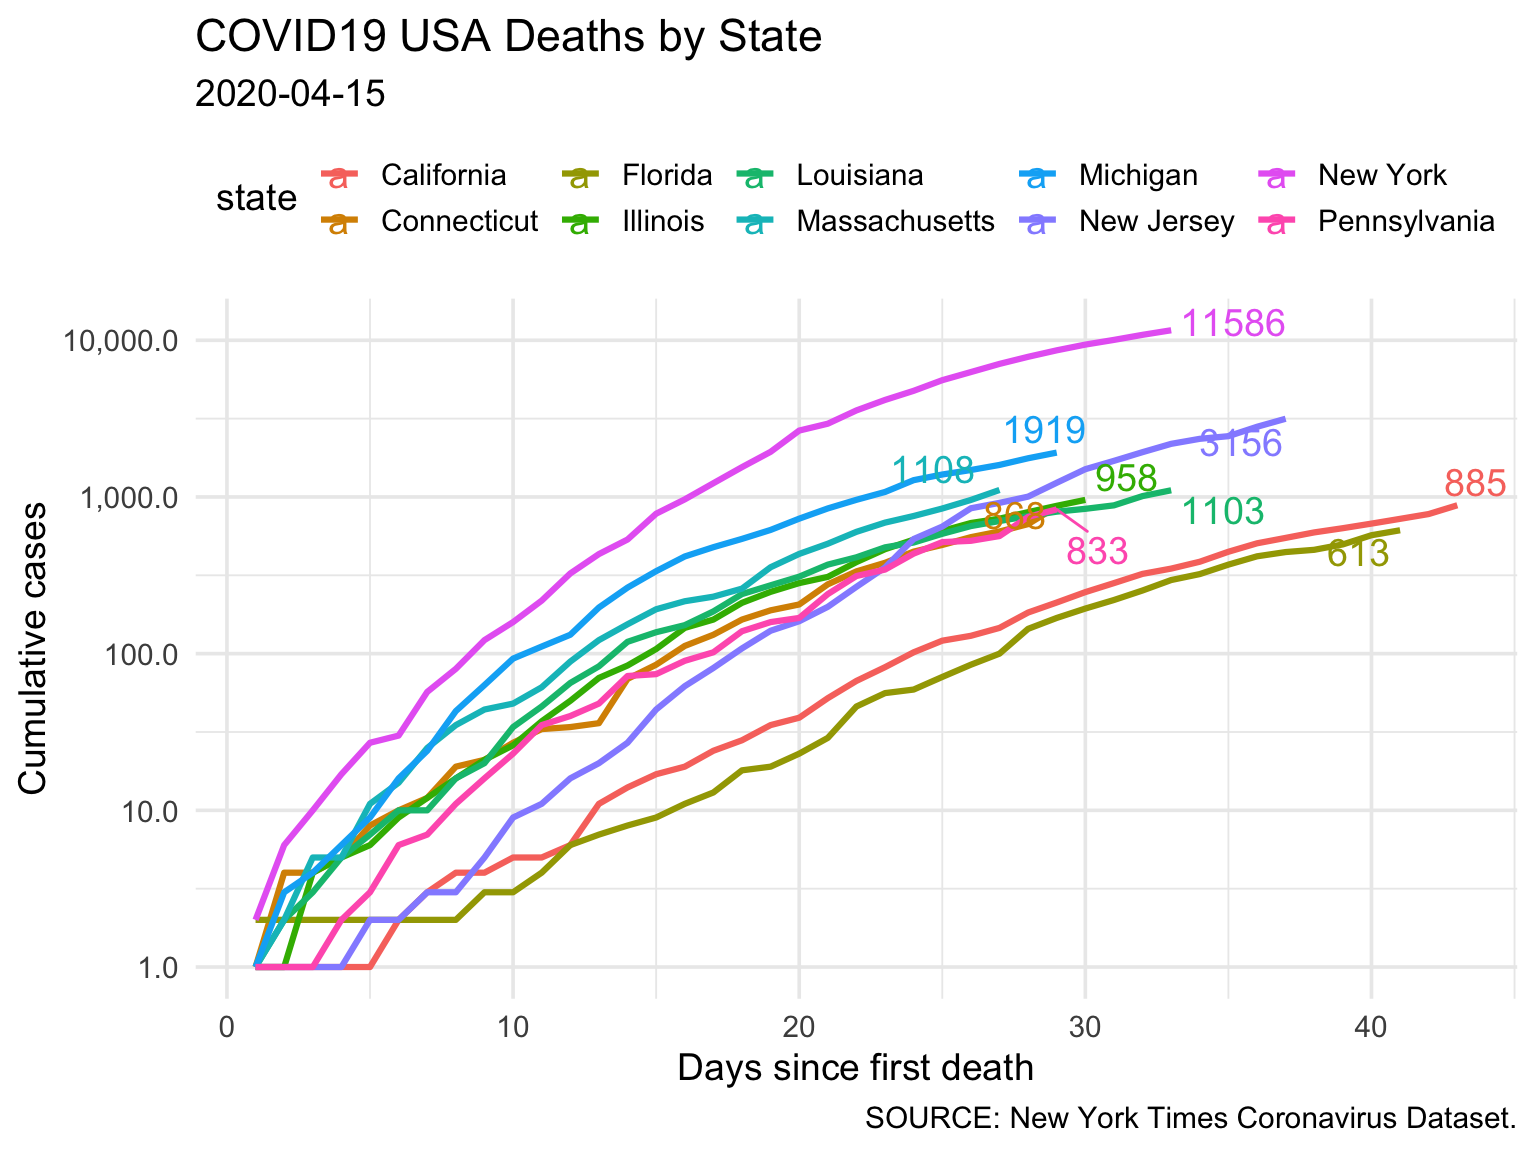 COVID19 USA Deaths by State
2020-04-15
state
a California a Florida a Louisiana a Michigan a New York
a Connecticut a Illinois a Massachusetts a New Jersey a Pennsylvania
Cumulative cases
10,000.0
1,000.0
100.0
10.0
1.0
11586
1919
3156
1108
958
885
1103
833
613
0 10 20 30 40
Days since first death
SOURCE: New York Times Coronavirus Dataset.